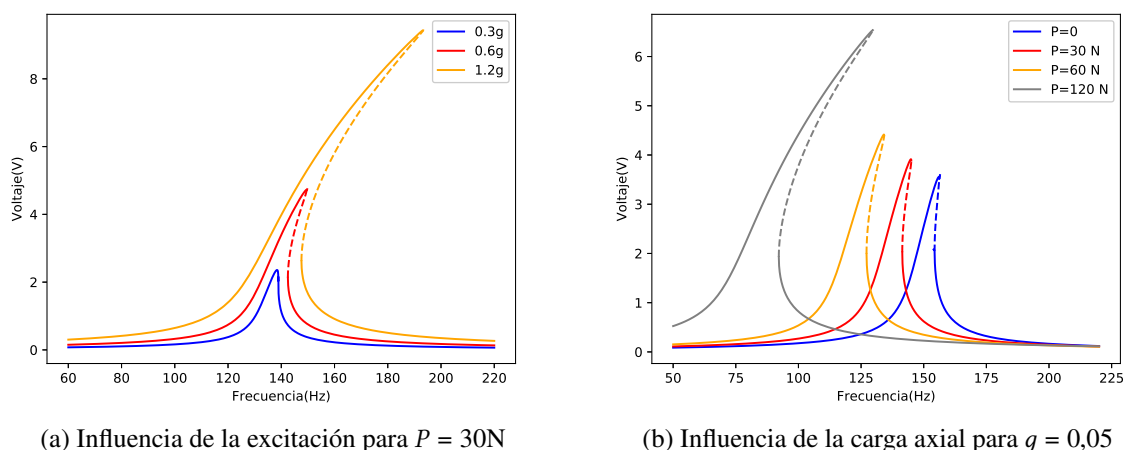 0.3g
0.6g
1.2g
8
6
4
2
0
Voltaje(V)
60 80 100 120 140 160 180 200 220
Frecuencia(Hz)
(a) Influencia de la excitación para P = 30N
P=0
P=30 N
P=60 N
P=120 N
6
5
4
3
2
1
0
Voltaje(V)
50 75 100 125 150 175 200 225
Frecuencia(Hz)
(b) Influencia de la carga axial para q = 0,05